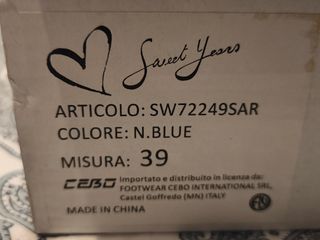 Sweet Years
ARTICOLO: SW72249SAR
COLORE: N.BLUE
MISURA: 39
CEBO Importato e distribuito in licenza da:
FOOTWEAR CEBO INTERNATIONAL SRL,
Castel Goffredo (MN) ITALY
MADE IN CHINA